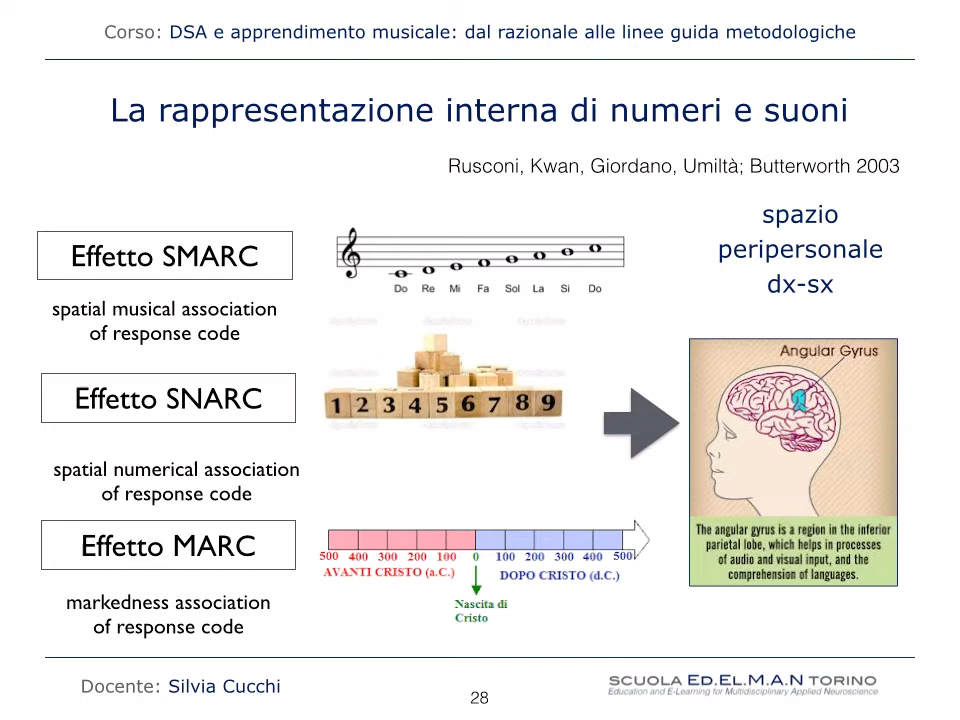 Corso: DSA e apprendimento musicale: dal razionale alle linee guida metodologiche
La rappresentazione interna di numeri e suoni
Rusconi, Kwan, Giordano, Umiltà; Butterworth 2003
spazio
peripersonale
dx-sx
Effetto SMARC
spatial musical association
of response code
Do Re Mi Fa Sol La Si Do
Effetto SNARC
spatial numerical association
of response code
1 2 3 4 5 6 7 8 9
Angular Gyrus
The angular gyrus is a region in the inferior
parietal lobe, which helps in processes
of audio and visual input, and the
comprehension of languages.
Effetto MARC
markedness association
of response code
500 400 300 200 100 0 100 200 300 400 500
AVANTI CRISTO (a.C.) DOPO CRISTO (d.C.)
Nascita di
Cristo
Docente: Silvia Cucchi
28
SCUOLA ED.EL.M.A.N TORINO
Education and E-Learning for Multidisciplinary Applied Neuroscience